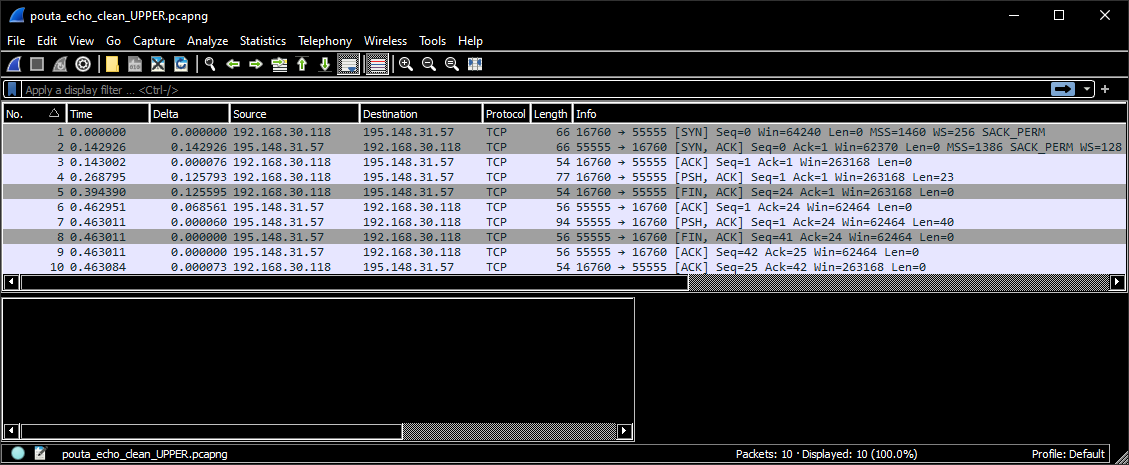 pouta_echo_clean_UPPER.pcapng
File Edit View Go Capture Analyze Statistics Telephony Wireless Tools Help
Apply a display filter ... <Ctrl-/>
No. Time Delta Source Destination Protocol Length Info
1 0.000000 0.000000 192.168.30.118 195.148.31.57 TCP 66 16760 → 55555 [SYN] Seq=0 Win=64240 Len=0 MSS=1460 WS=256 SACK_PERM
2 0.142926 0.142926 195.148.31.57 192.168.30.118 TCP 66 55555 → 16760 [SYN, ACK] Seq=0 Ack=1 Win=62370 Len=0 MSS=1386 SACK_PERM WS=128
3 0.143002 0.000076 192.168.30.118 195.148.31.57 TCP 54 16760 → 55555 [ACK] Seq=1 Ack=1 Win=263168 Len=0
4 0.268795 0.125793 192.168.30.118 195.148.31.57 TCP 77 16760 → 55555 [PSH, ACK] Seq=1 Ack=1 Win=263168 Len=23
5 0.394390 0.125595 192.168.30.118 195.148.31.57 TCP 54 16760 → 55555 [FIN, ACK] Seq=24 Ack=1 Win=263168 Len=0
6 0.462951 0.068561 195.148.31.57 192.168.30.118 TCP 56 55555 → 16760 [ACK] Seq=1 Ack=24 Win=62464 Len=0
7 0.463011 0.000060 195.148.31.57 192.168.30.118 TCP 94 55555 → 16760 [PSH, ACK] Seq=1 Ack=24 Win=62464 Len=40
8 0.463011 0.000000 195.148.31.57 192.168.30.118 TCP 56 55555 → 16760 [FIN, ACK] Seq=41 Ack=24 Win=62464 Len=0
9 0.463011 0.000000 195.148.31.57 192.168.30.118 TCP 56 55555 → 16760 [ACK] Seq=42 Ack=25 Win=62464 Len=0
10 0.463084 0.000073 192.168.30.118 195.148.31.57 TCP 54 16760 → 55555 [ACK] Seq=25 Ack=42 Win=263168 Len=0
pouta_echo_clean_UPPER.pcapng Packets: 10 · Displayed: 10 (100.0%) Profile: Default